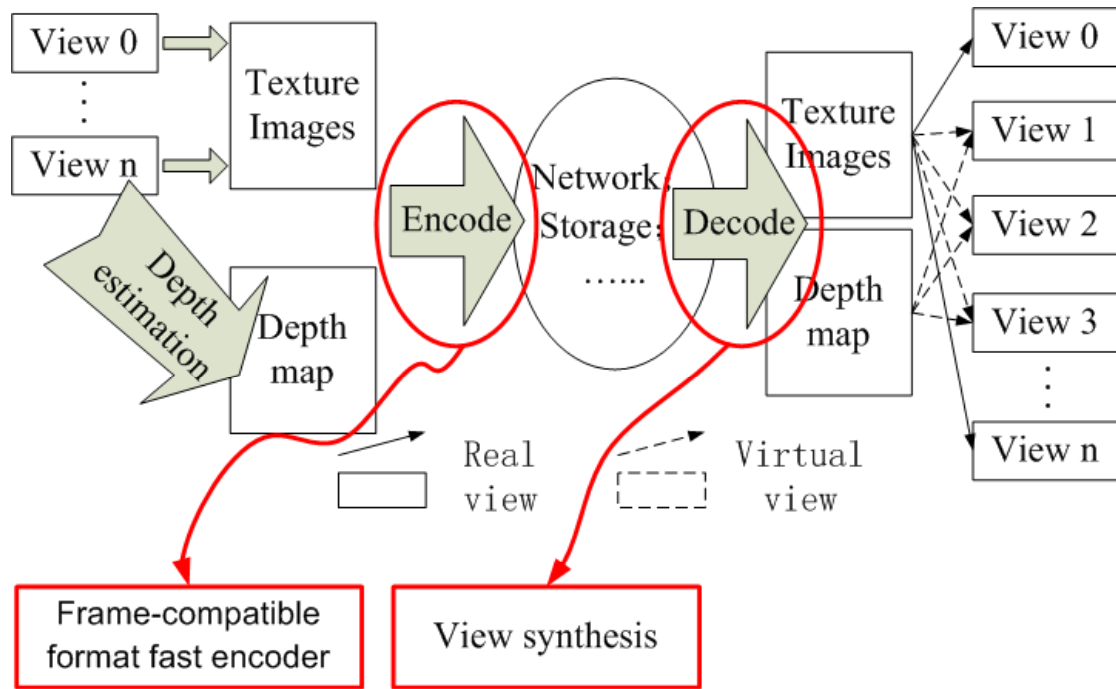 View 0
⋮
View n
Texture
Images
Depth
estimation
Depth
map
Encode
Network;
Storage;
……
Decode
Texture
Images
Depth
map
View 0
View 1
View 2
View 3
⋮
View n
Real
view
Virtual
view
Frame-compatible
format fast encoder
View synthesis